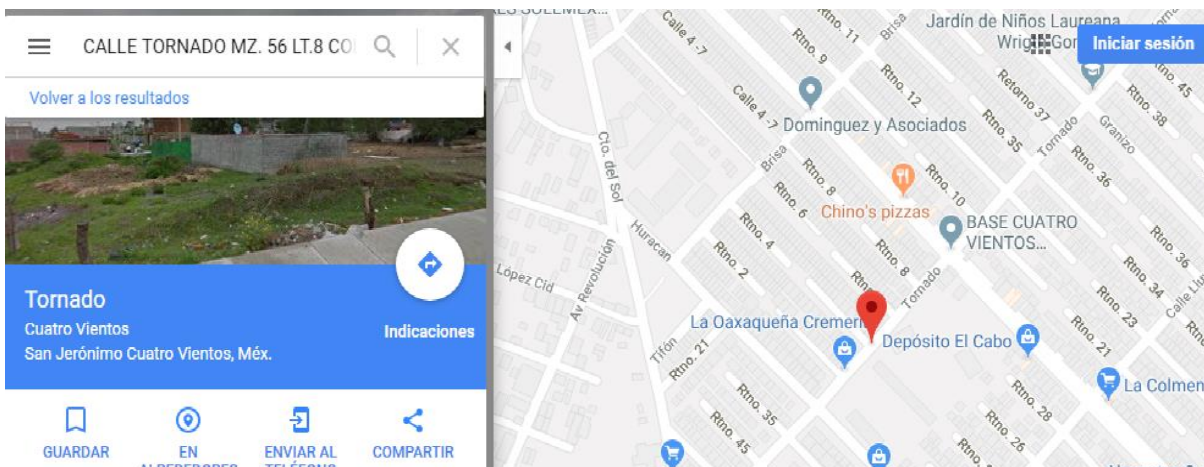 CALLE TORNADO MZ. 56 LT.8 CO
Volver a los resultados
Tornado
Cuatro Vientos
San Jerónimo Cuatro Vientos, Méx.
Indicaciones
GUARDAR
EN
ENVIAR AL
COMPARTIR
Iniciar sesión
Jardín de Niños Laureana
Calle 4 -7
Rtno. 9
Rtno. 11
Brisa
Rtno. 12
Retorno 37
Rtno. 45
Rtno. 38
Granizo
Calle 4 -7
Dominguez y Asociados
Rtno. 35
Tornado
Rtno. 36
Cto. del Sol
Brisa
Rtno. 8
Rtno. 10
Rtno. 6
Chino's pizzas
BASE CUATRO
VIENTOS...
Rtno. 36
Huracan
Rtno. 4
Rtno. 8
López Cid
Av Revolución
Rtno. 2
Tornado
Rtno. 34
Rtno. 23
La Oaxaqueña Cremerí
Depósito El Cabo
Tifón
Rtno. 21
Rtno. 21
La Colmen
Rtno. 35
Rtno. 28
Rtno. 45
Rtno. 26